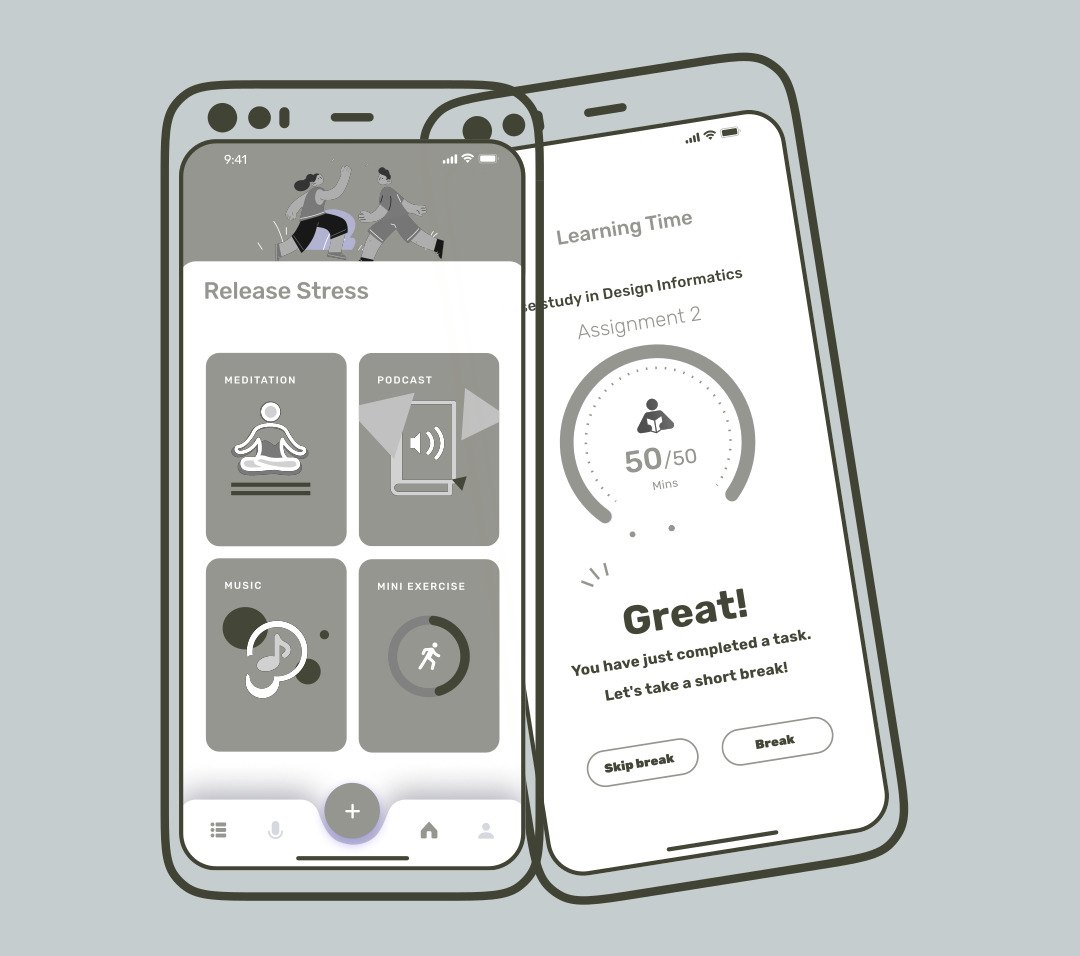 9:41
Release Stress
MEDITATION
PODCAST
MUSIC
MINI EXERCISE
Learning Time
study in Design Informatics
Assignment 2
50/50
Mins
Great!
You have just completed a task.
Let's take a short break!
Skip break
Break